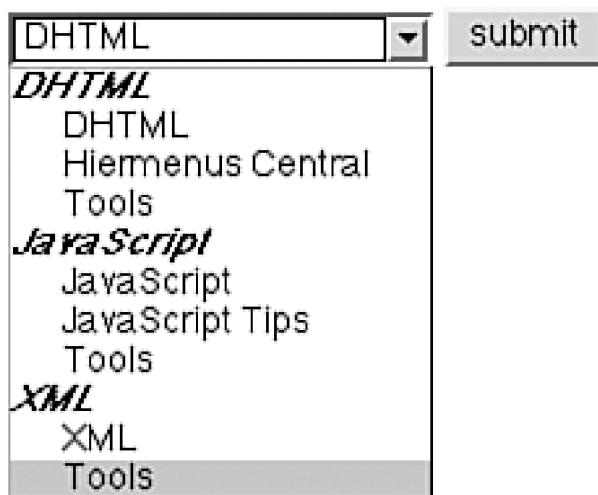 DHTML submit
DHTML
DHTML
Hiermenus Central
Tools
JavaScript
JavaScript
JavaScript Tips
Tools
XML
XML
Tools